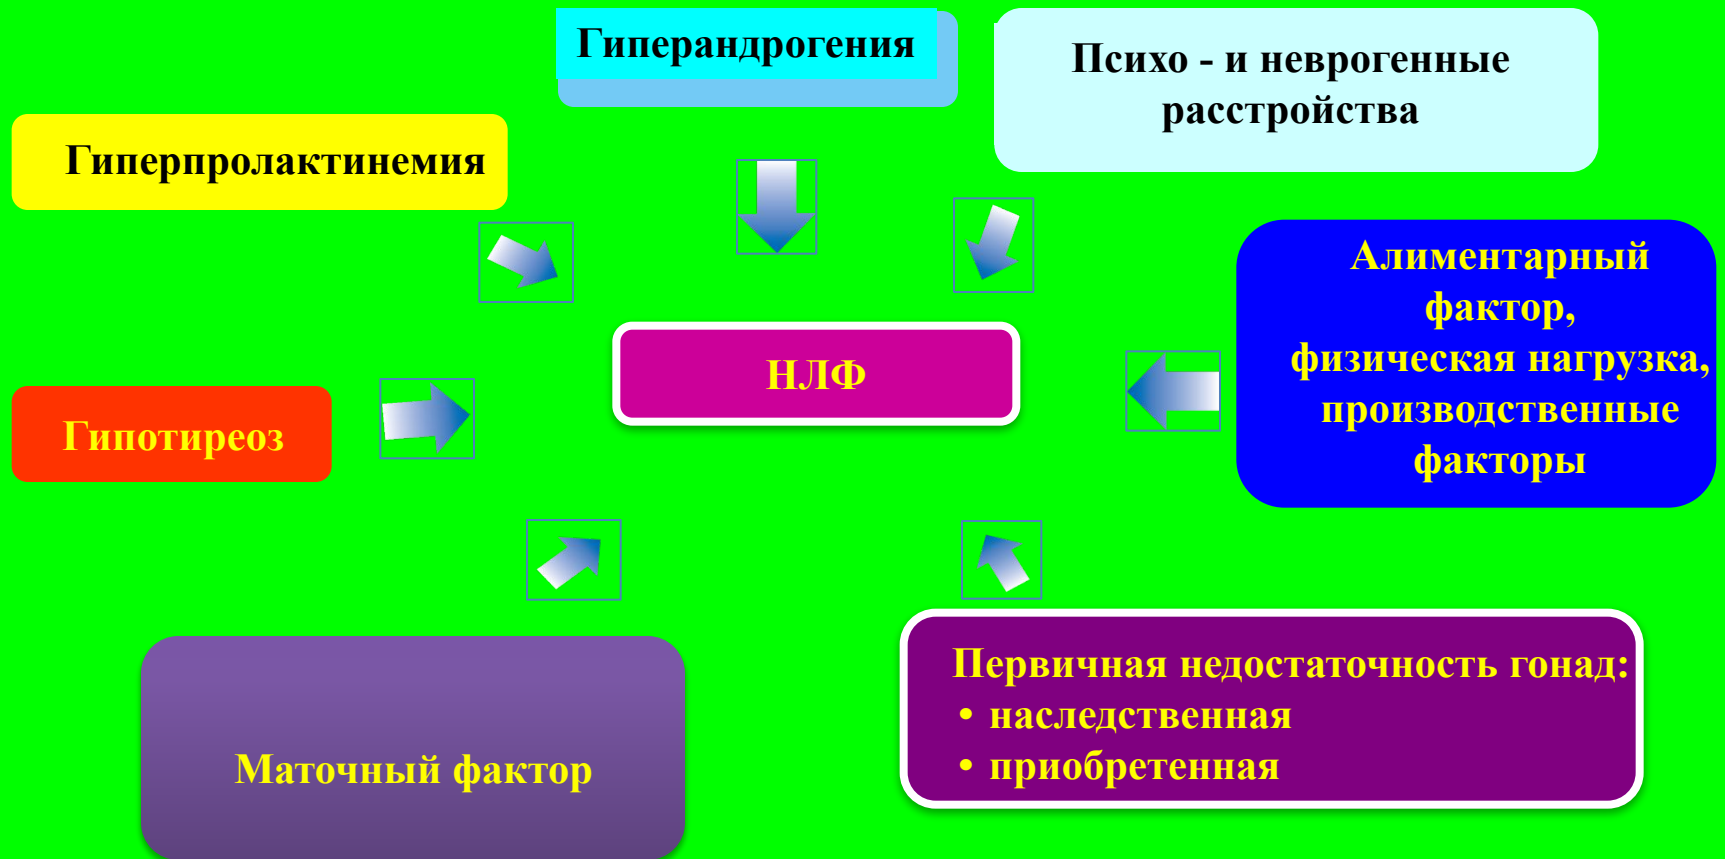 Гиперандрогения
Психо - и неврогенные
расстройства
Гиперпролактинемия
Алиментарный
фактор,
физическая нагрузка,
производственные
факторы
НЛФ
Гипотиреоз
Первичная недостаточность гонад:
• наследственная
• приобретенная
Маточный фактор